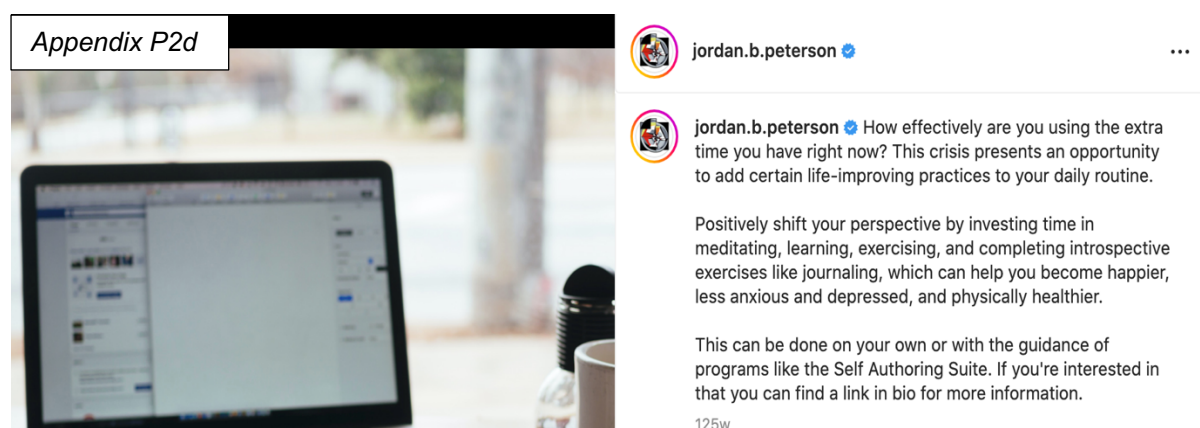 Appendix P2d
jordan.b.peterson
jordan.b.peterson How effectively are you using the extra
time you have right now? This crisis presents an opportunity
to add certain life-improving practices to your daily routine.
Positively shift your perspective by investing time in
meditating, learning, exercising, and completing introspective
exercises like journaling, which can help you become happier,
less anxious and depressed, and physically healthier.
This can be done on your own or with the guidance of
programs like the Self Authoring Suite. If you're interested in
that you can find a link in bio for more information.
125w